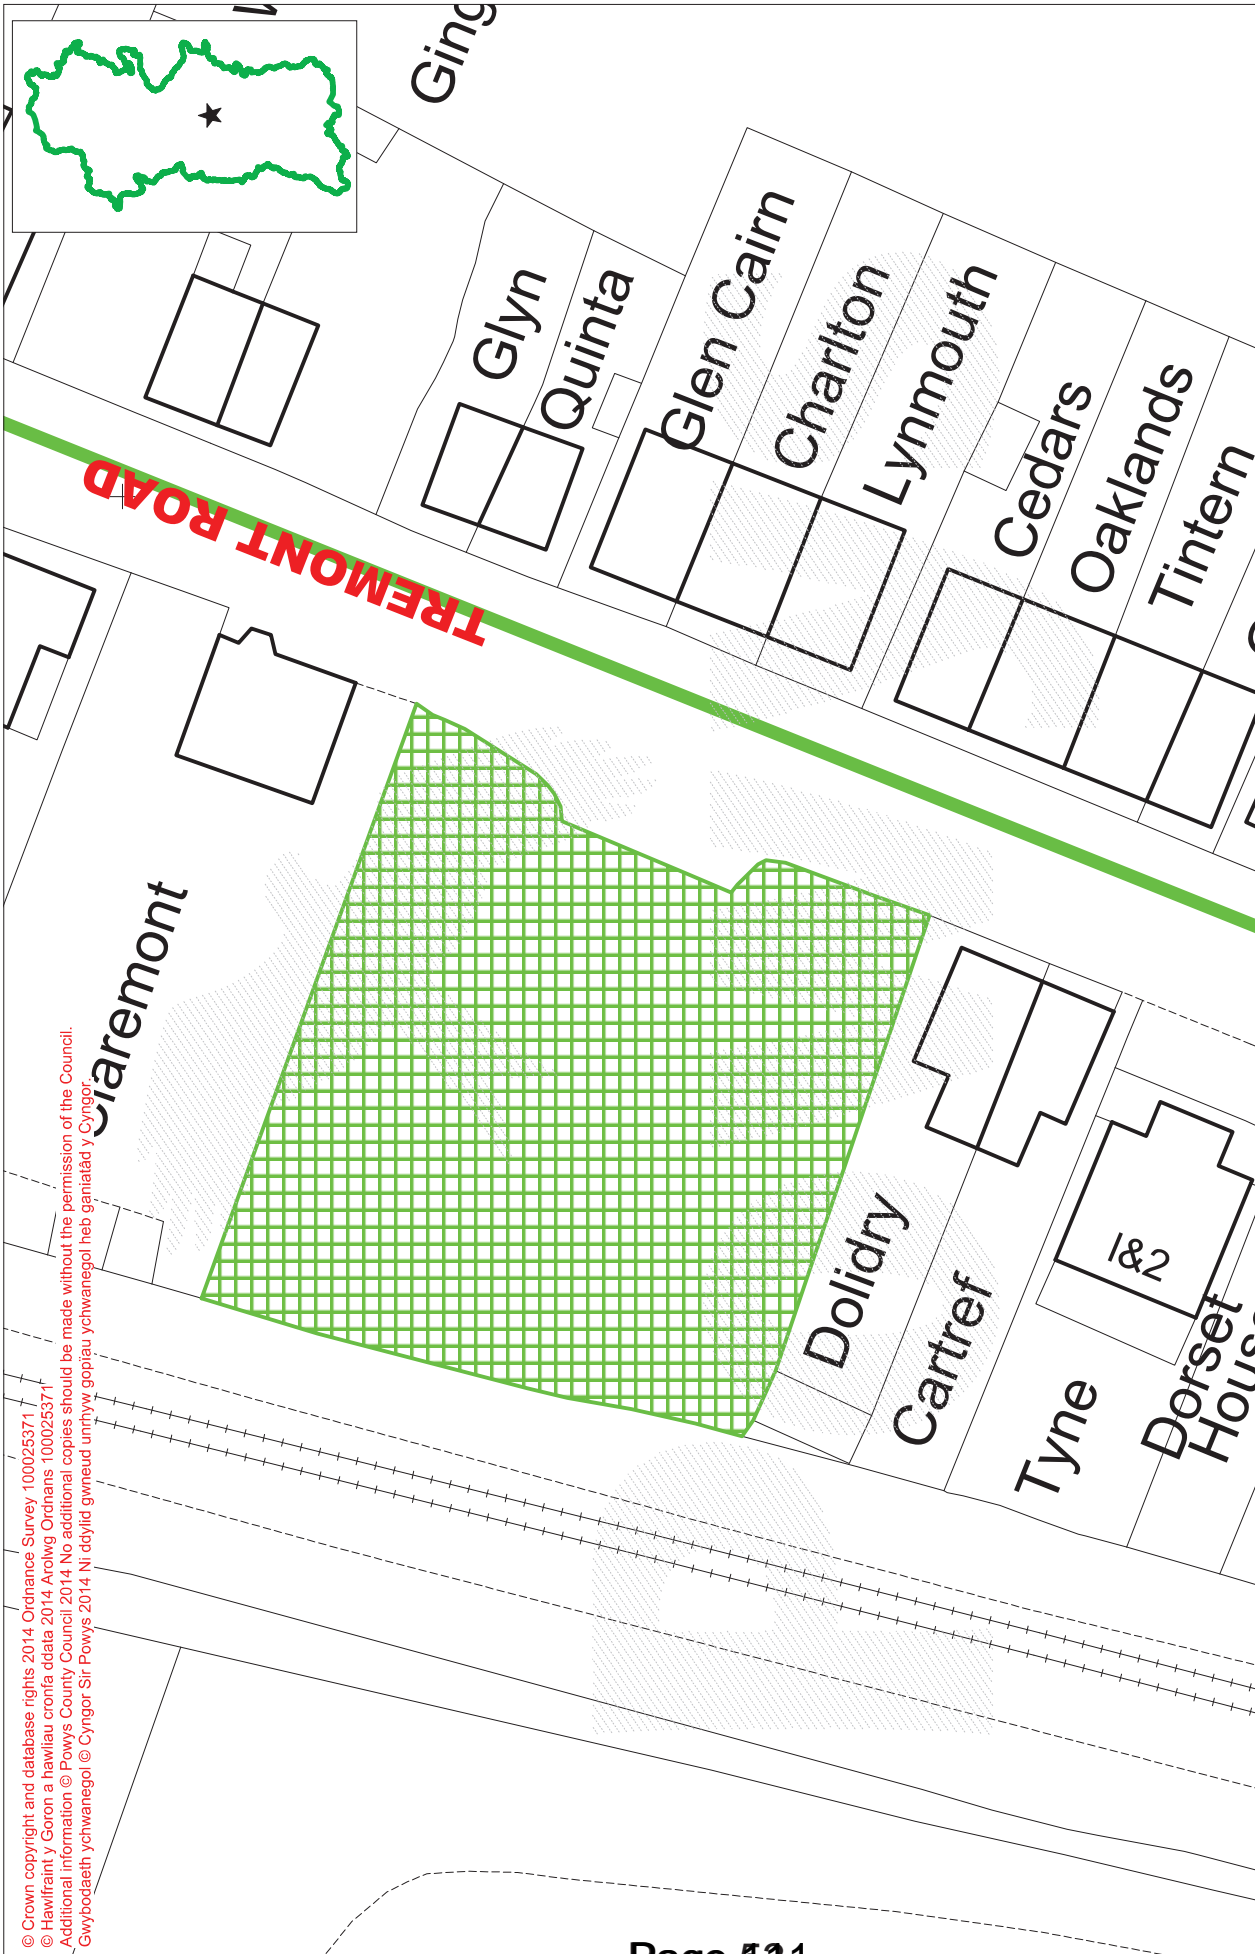 Ging
Glyn
Quinta
Glen Cairn
Charlton
Lynmouth
Cedars
Oaklands
Tintern
TREMONT ROAD
Claremont
Dolidry
Cartref
Tyne
1&2
Dorset
House
© Crown copyright and database rights 2014 Ordnance Survey 100025371
© Hawlfraint y Goron a hawliau cronfa ddata 2014 Arolwg Ordnans 100025371
Additional information © Powys County Council 2014 No additional copies should be made without the permission of the Council.
Gwybodaeth ychwanegol © Cyngor Sir Powys 2014 Ni ddylid gwneud unrhyw gopïau ychwanegol heb ganiatâd y Cyngor.
Page